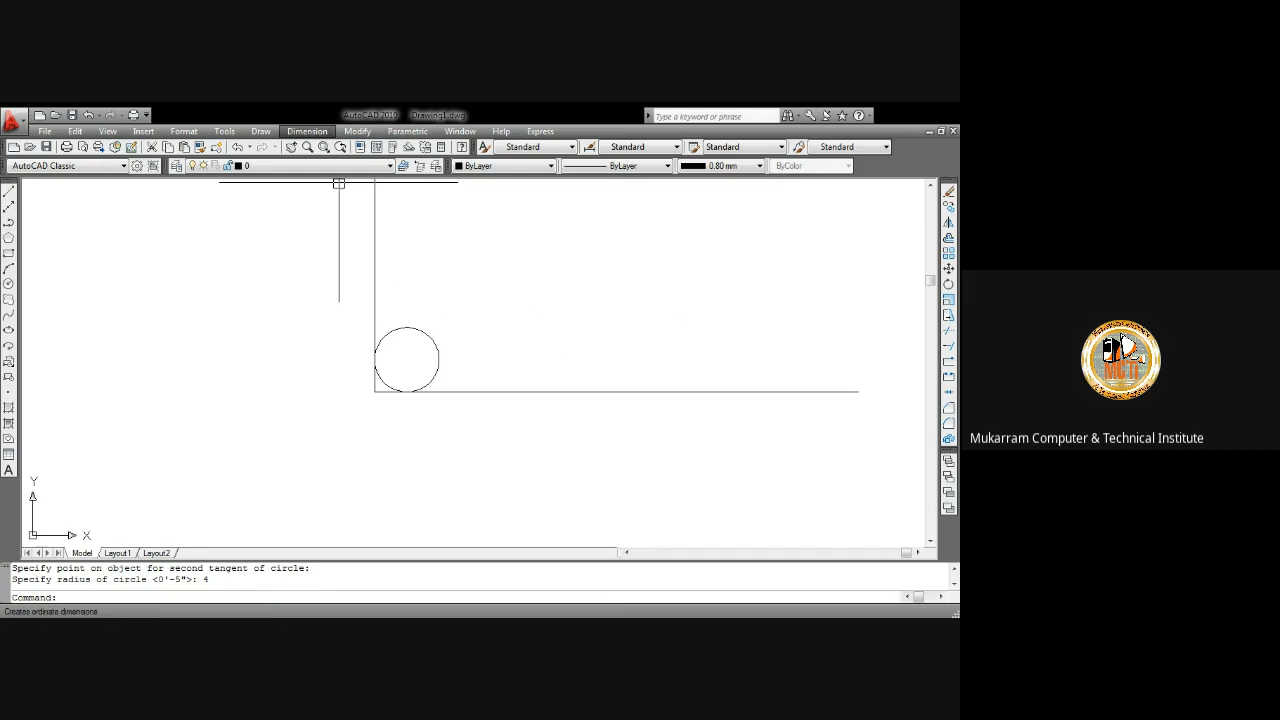 AutoCAD 2010 Drawing1.dwg
Type a keyword or phrase
File Edit View Insert Format Tools Draw Dimension Modify Parametric Window Help Express
Standard Standard Standard Standard
AutoCAD Classic 0 ByLayer ByLayer 0.80 mm ByColor
MCTI
Mukarram Computer & Technical Institute
A
Y
X
Model Layout1 Layout2
Specify point on object for second tangent of circle:
Specify radius of circle <0'-5">: 4
Command:
Creates ordinate dimensions